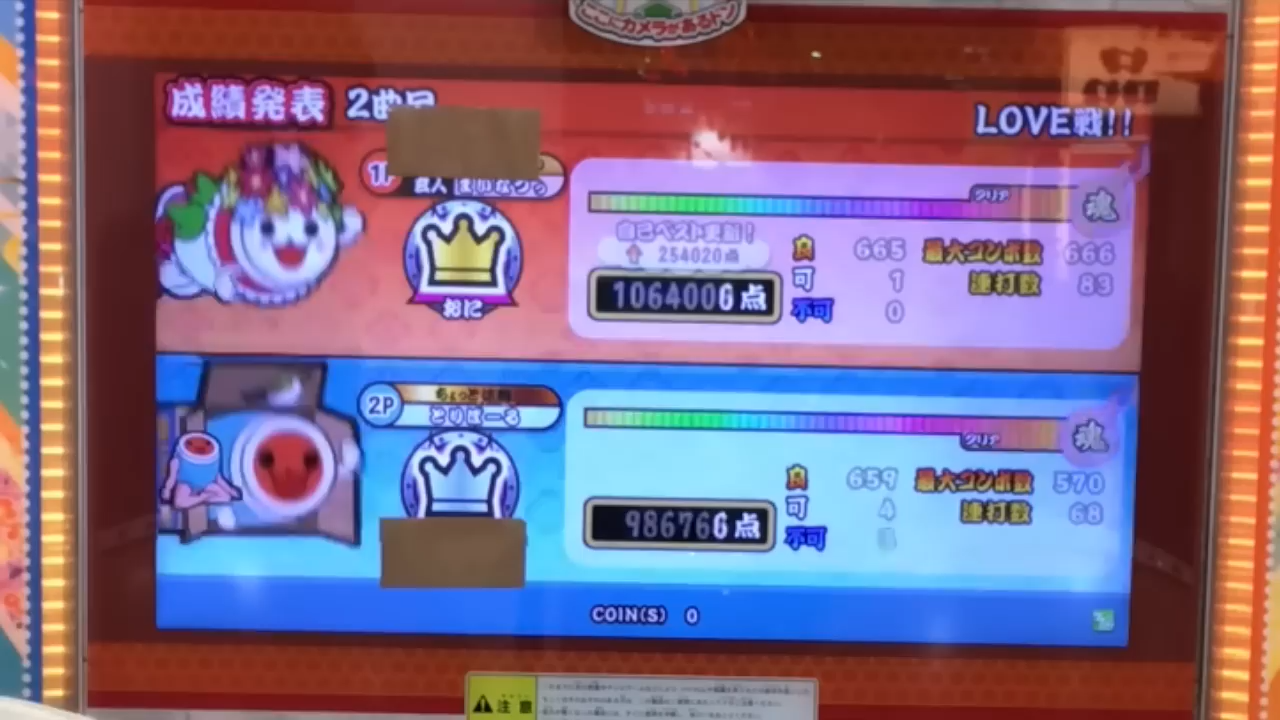 ここにカメラがあるドン
成績発表 2曲目
LOVE戦!!
1P
クリア
魂
自己ベスト更新!
254020点
良 665 最大コンボ数 666
1064006点
可 1 連打数 83
不可 0
おに
2P
とりぱーる
クリア
魂
良 659 最大コンボ数 570
986766点
可 4 連打数 68
不可
COIN(S) 0
注意